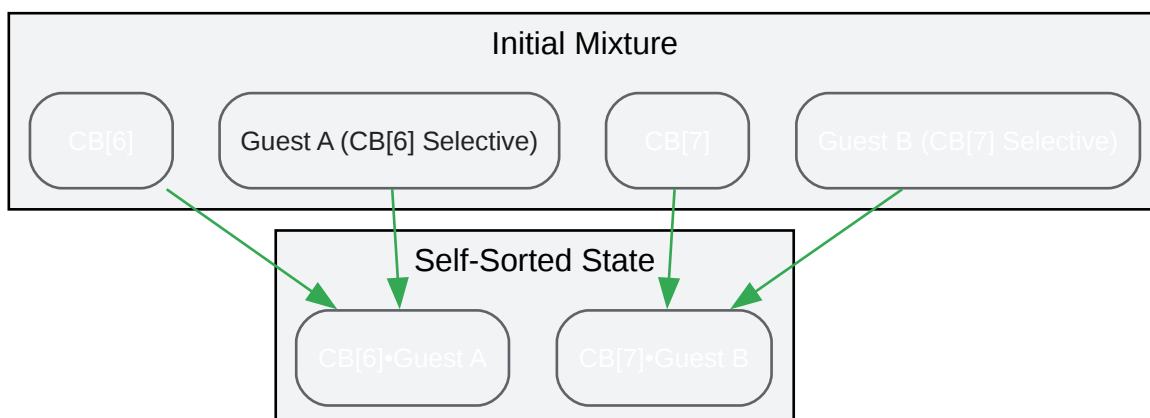 Initial Mixture
CB[6]
Guest A (CB[6] Selective)
CB[7]
Guest B (CB[7] Selective)
Self-Sorted State
CB[6]•Guest A
CB[7]•Guest B